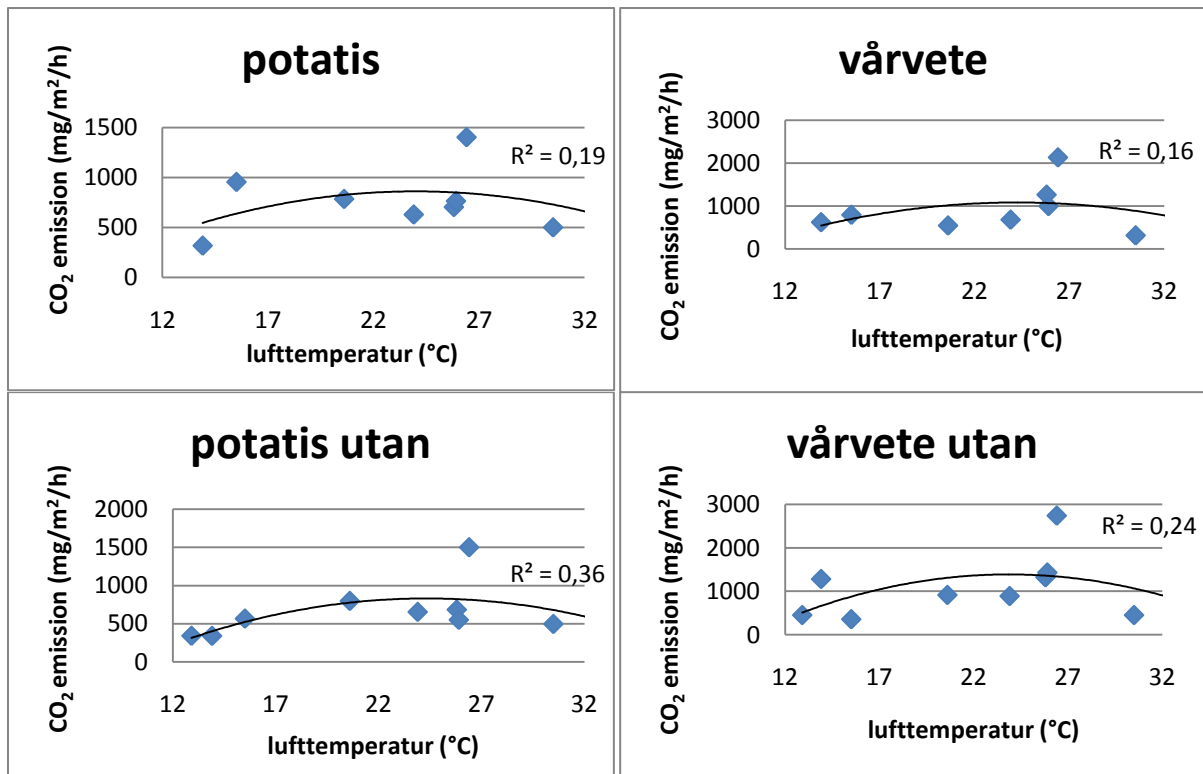 potatis
CO₂ emission (mg/m²/h)
1500
1000
500
0
R² = 0,19
12 17 22 27 32
lufttemperatur (°C)
vårvete
CO₂ emission (mg/m²/h)
3000
2000
1000
0
R² = 0,16
12 17 22 27 32
lufttemperatur (°C)
potatis utan
CO₂ emission (mg/m²/h)
2000
1500
1000
500
0
R² = 0,36
12 17 22 27 32
lufttemperatur (°C)
vårvete utan
CO₂ emission (mg/m²/h)
3000
2000
1000
0
R² = 0,24
12 17 22 27 32
lufttemperatur (°C)